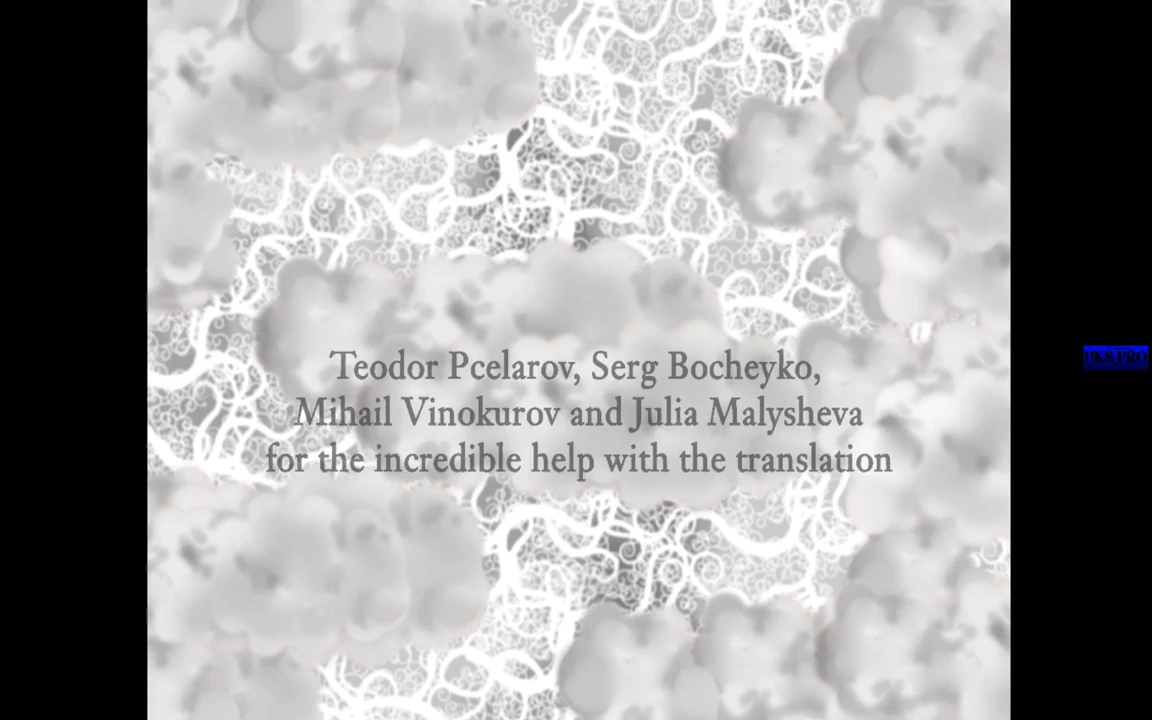 Teodor Pcelarov, Serg Bocheyko,
Mihail Vinokurov and Julia Malysheva
for the incredible help with the translation